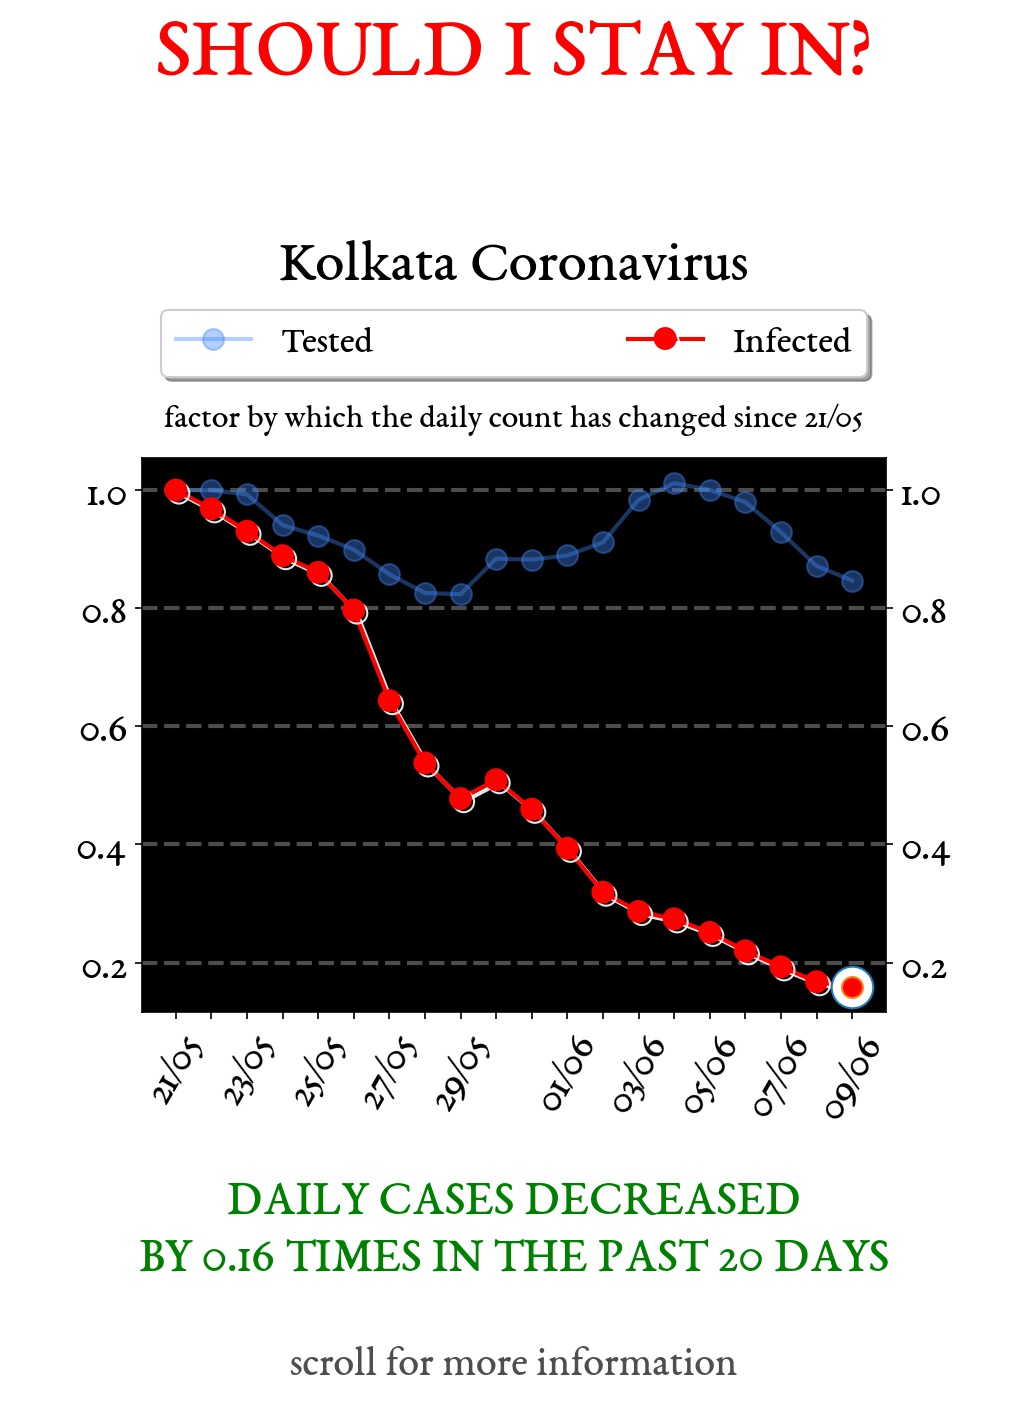 SHOULD I STAY IN?
Kolkata Coronavirus
Tested Infected
factor by which the daily count has changed since 21/05
1.0 1.0
0.8 0.8
0.6 0.6
0.4 0.4
0.2 0.2
21/05 23/05 25/05 27/05 29/05 01/06 03/06 05/06 07/06 09/06
DAILY CASES DECREASED
BY 0.16 TIMES IN THE PAST 20 DAYS
scroll for more information